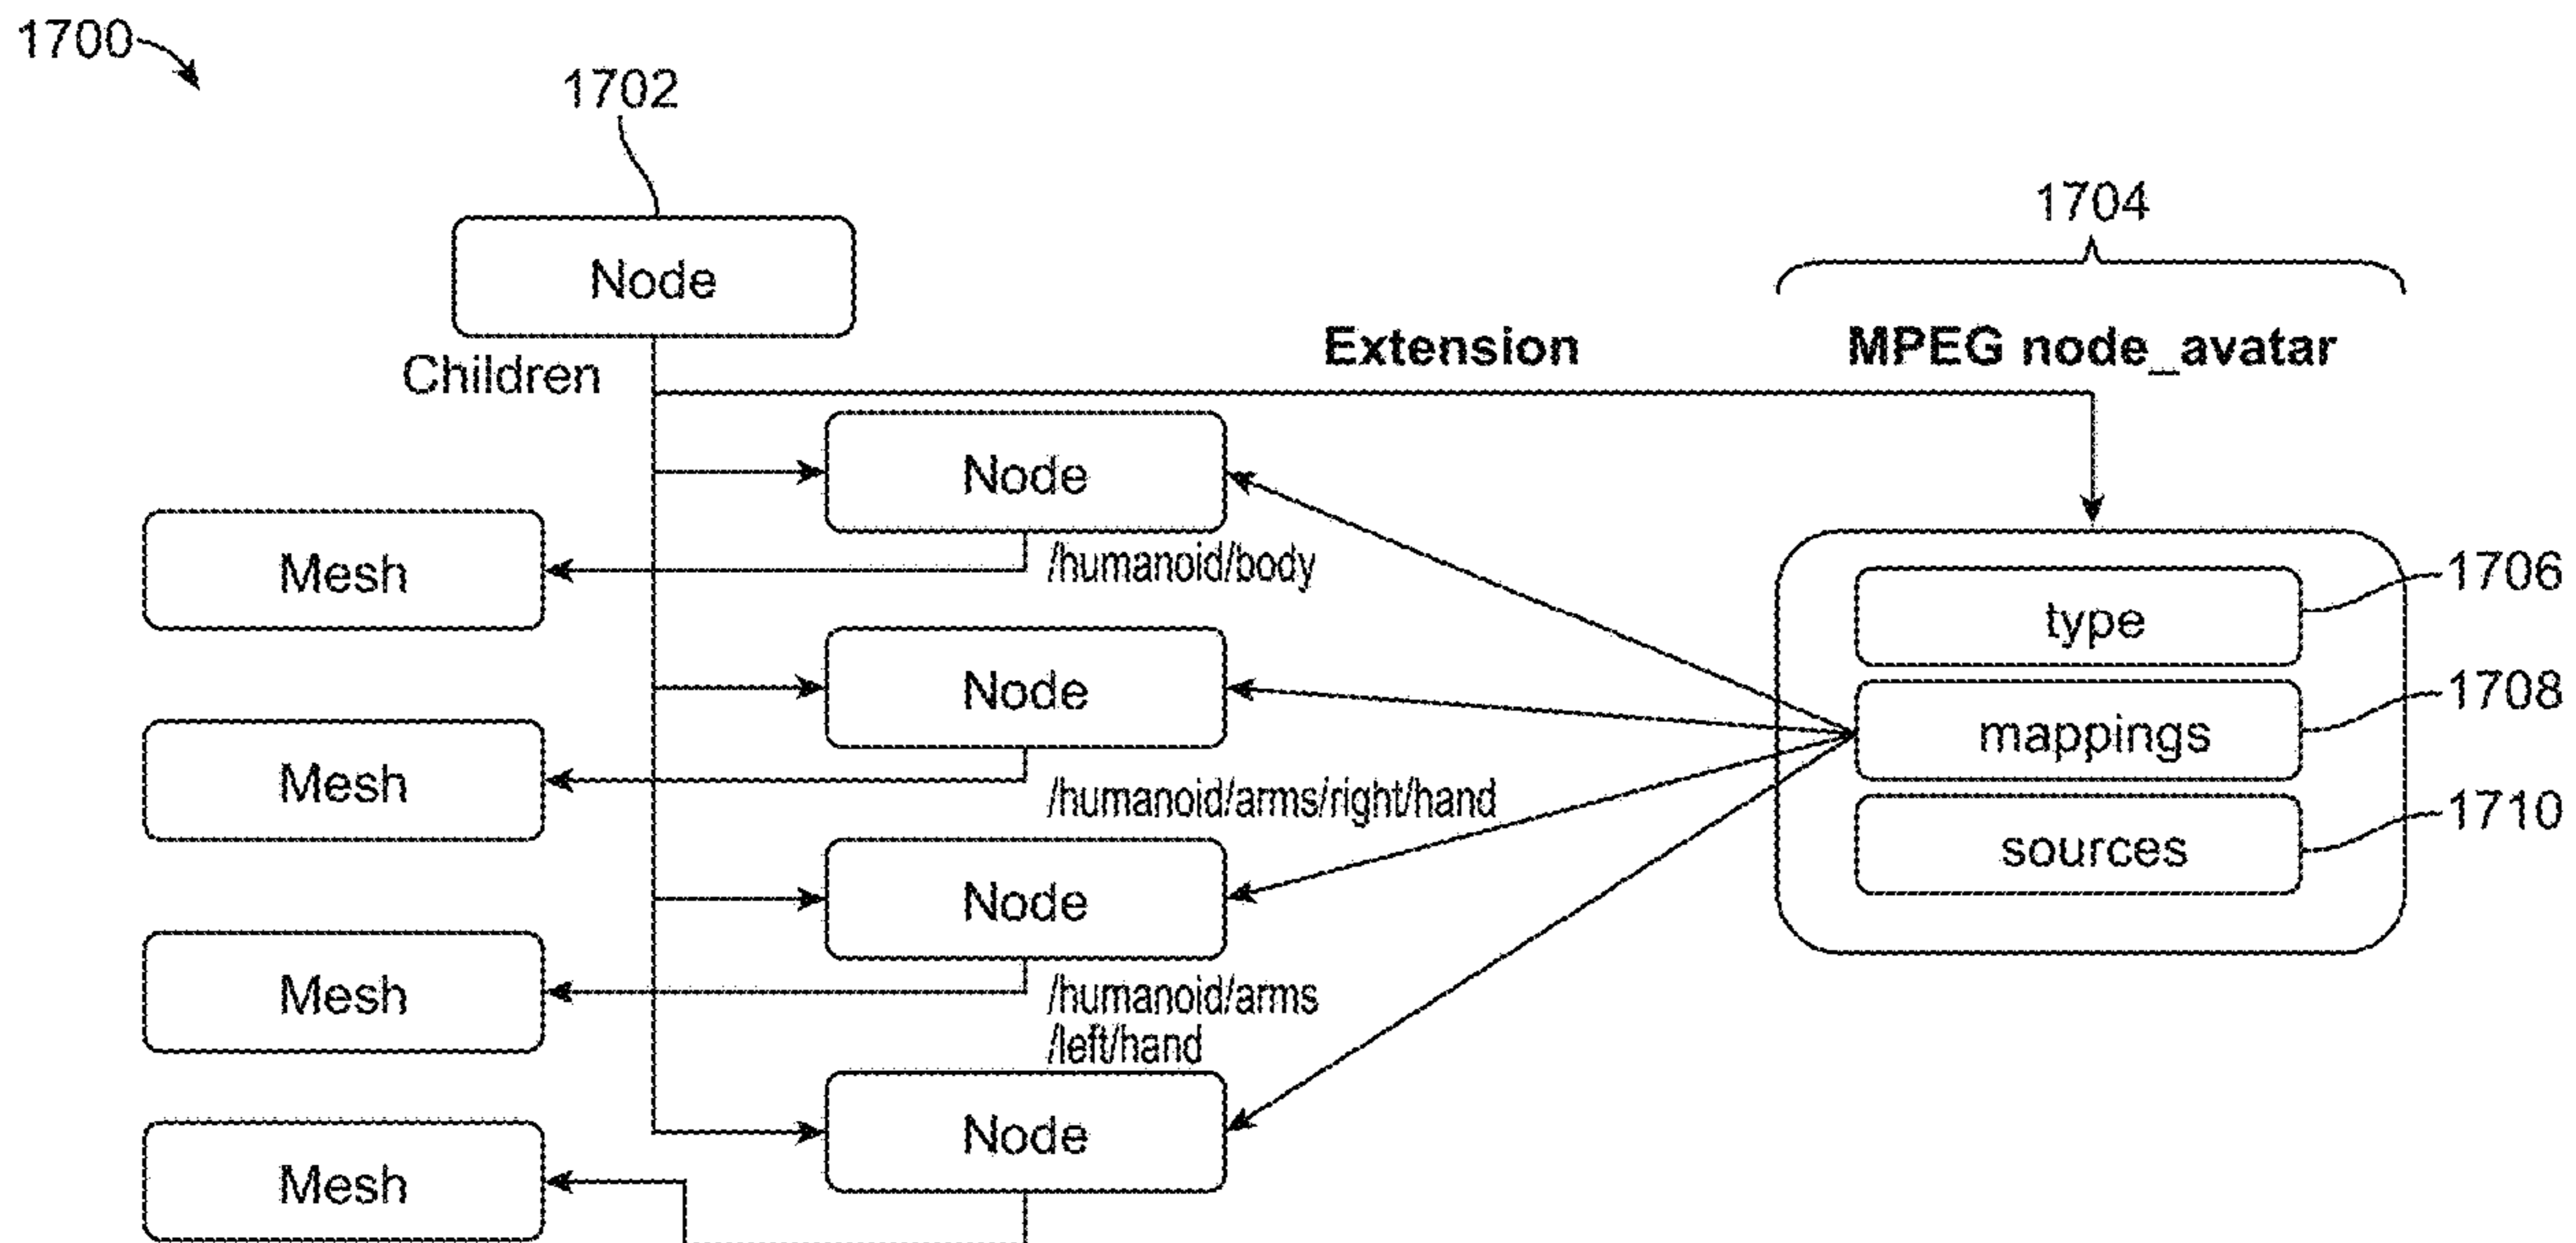 1700
1702
1704
Node
Children
Extension
MPEG node_avatar
Node
Mesh
/humanoid/body
type
1706
Node
mappings
1708
Mesh
/humanoid/arms/right/hand
sources
1710
Node
Mesh
/humanoid/arms
/left/hand
Node
Mesh